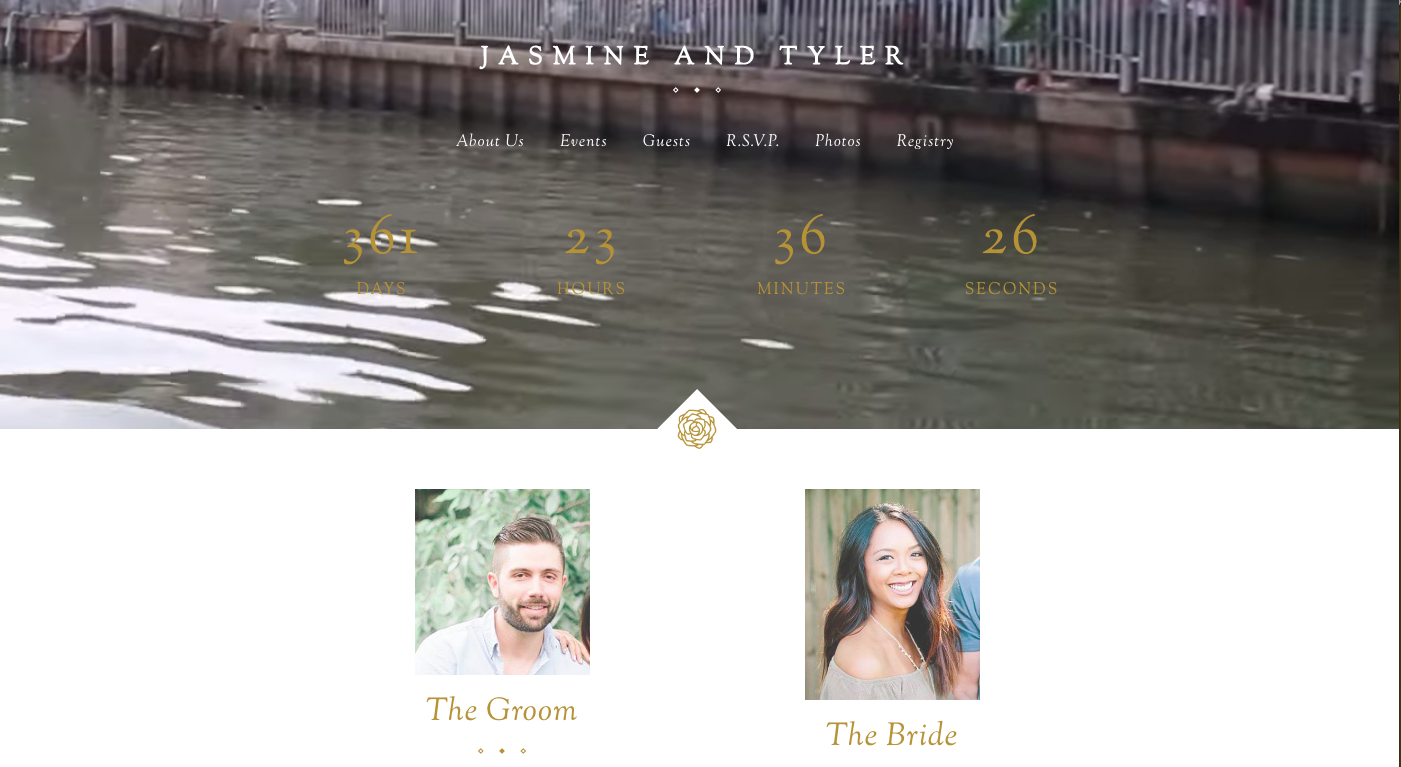 JASMINE AND TYLER
About Us Events Guests R.S.V.P. Photos Registry
361 23 36 26
DAYS HOURS MINUTES SECONDS
The Groom
The Bride